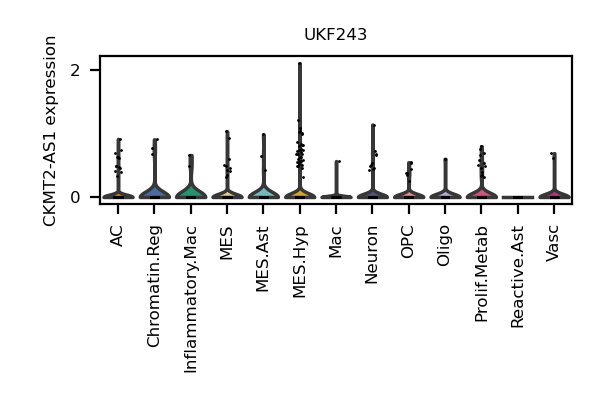 UKF243
CKMT2-AS1 expression
2
0
AC
Chromatin.Reg
Inflammatory.Mac
MES
MES.Ast
MES.Hyp
Mac
Neuron
OPC
Oligo
Prolif.Metab
Reactive.Ast
Vasc